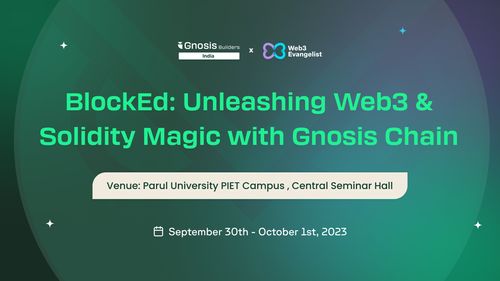 Gnosis Builders
India
x
Web3
Evangelist
BlockEd: Unleashing Web3 &
Solidity Magic with Gnosis Chain
Venue: Parul University PIET Campus , Central Seminar Hall
September 30th - October 1st, 2023